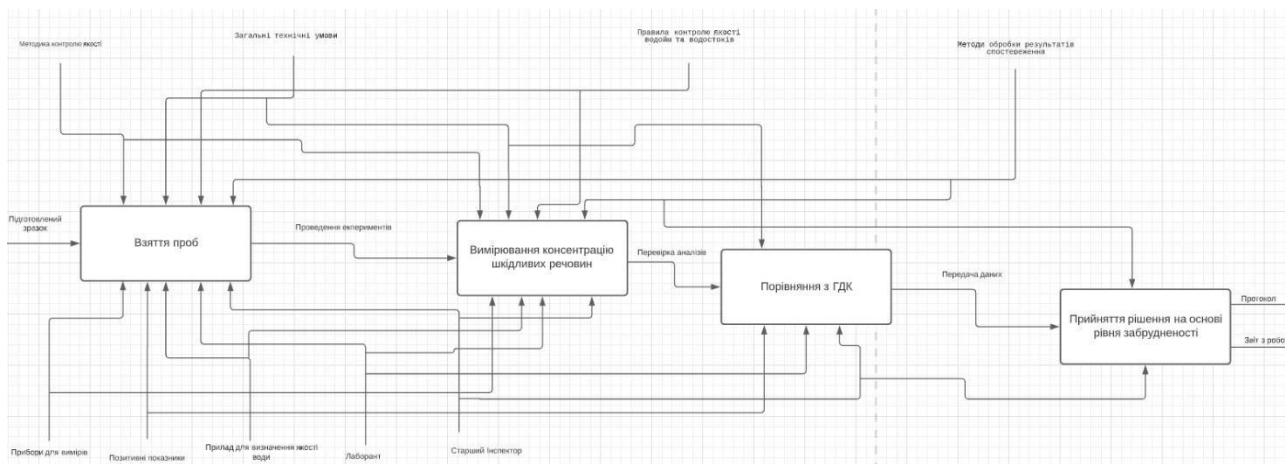 Методика контролю якості
Загальні технічні умови
Правила контролю якості
водойм та водостоків
Методи обробки результатів
спостереження
Підготовлений
зразок
Взяття проб
Проведення експериментів
Вимірювання концентрацію
шкідливих речовин
Перевірка аналізів
Порівняння з ГДК
Передача даних
Прийняття рішення на основі
рівня забрудненості
Протокол
Звіт з робо
Прибори для вимірів
Позитивні показники
Прилад для визначення якості
води
Лаборант
Старший Інспектор